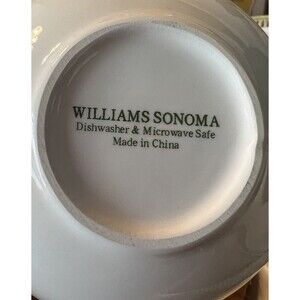 WILLIAMS SONOMA
Dishwasher & Microwave Safe
Made in China